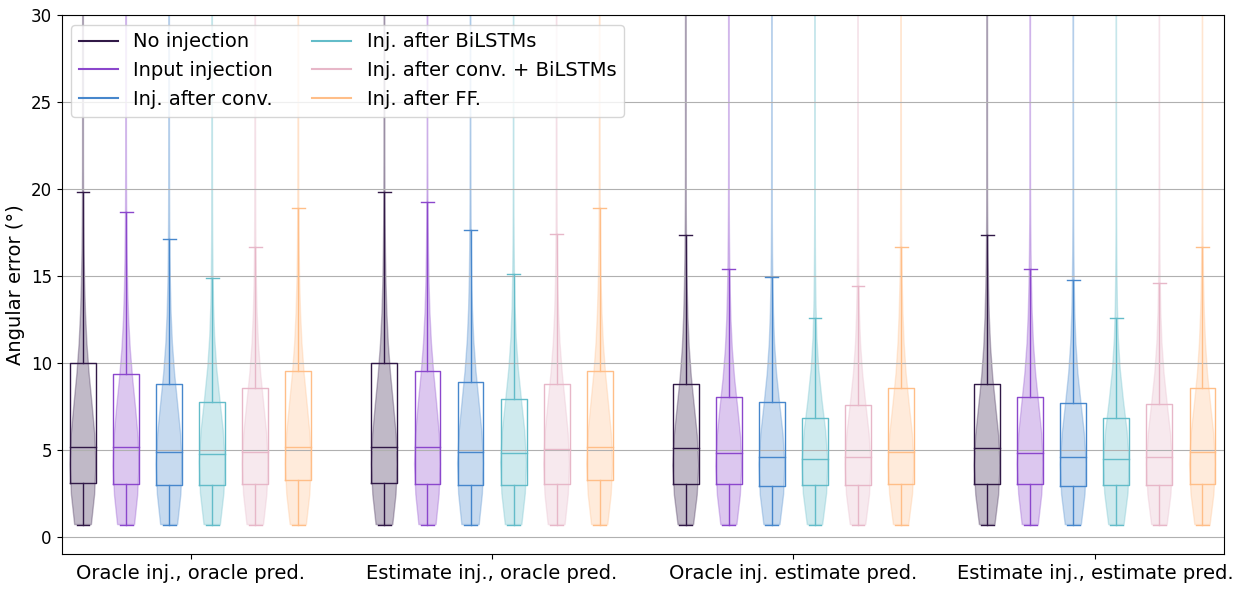 30
25
20
15
10
5
0
Angular error (°)
No injection
Input injection
Inj. after conv.
Inj. after BiLSTMs
Inj. after conv. + BiLSTMs
Inj. after FF.
Oracle inj., oracle pred.
Estimate inj., oracle pred.
Oracle inj. estimate pred.
Estimate inj., estimate pred.